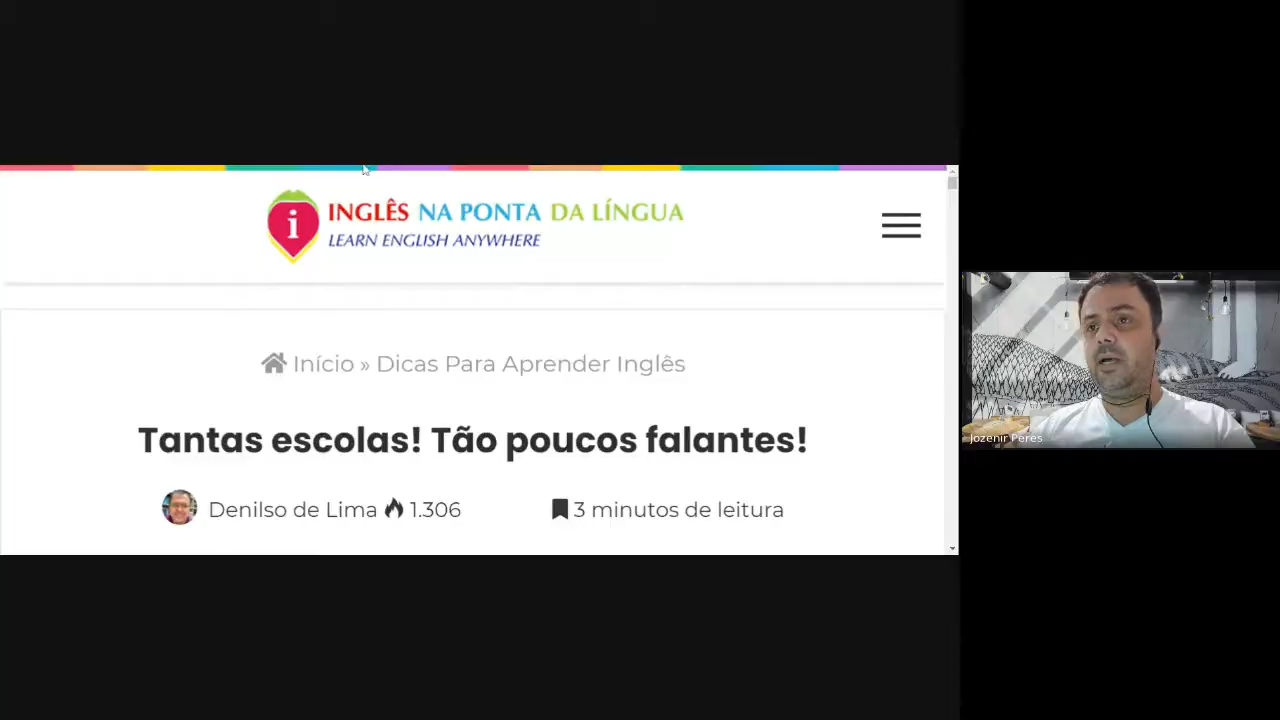 INGLÊS NA PONTA DA LÍNGUA
LEARN ENGLISH ANYWHERE
Início » Dicas Para Aprender Inglês
Tantas escolas! Tão poucos falantes!
Denilso de Lima 1.306 3 minutos de leitura
Jozenir Peres